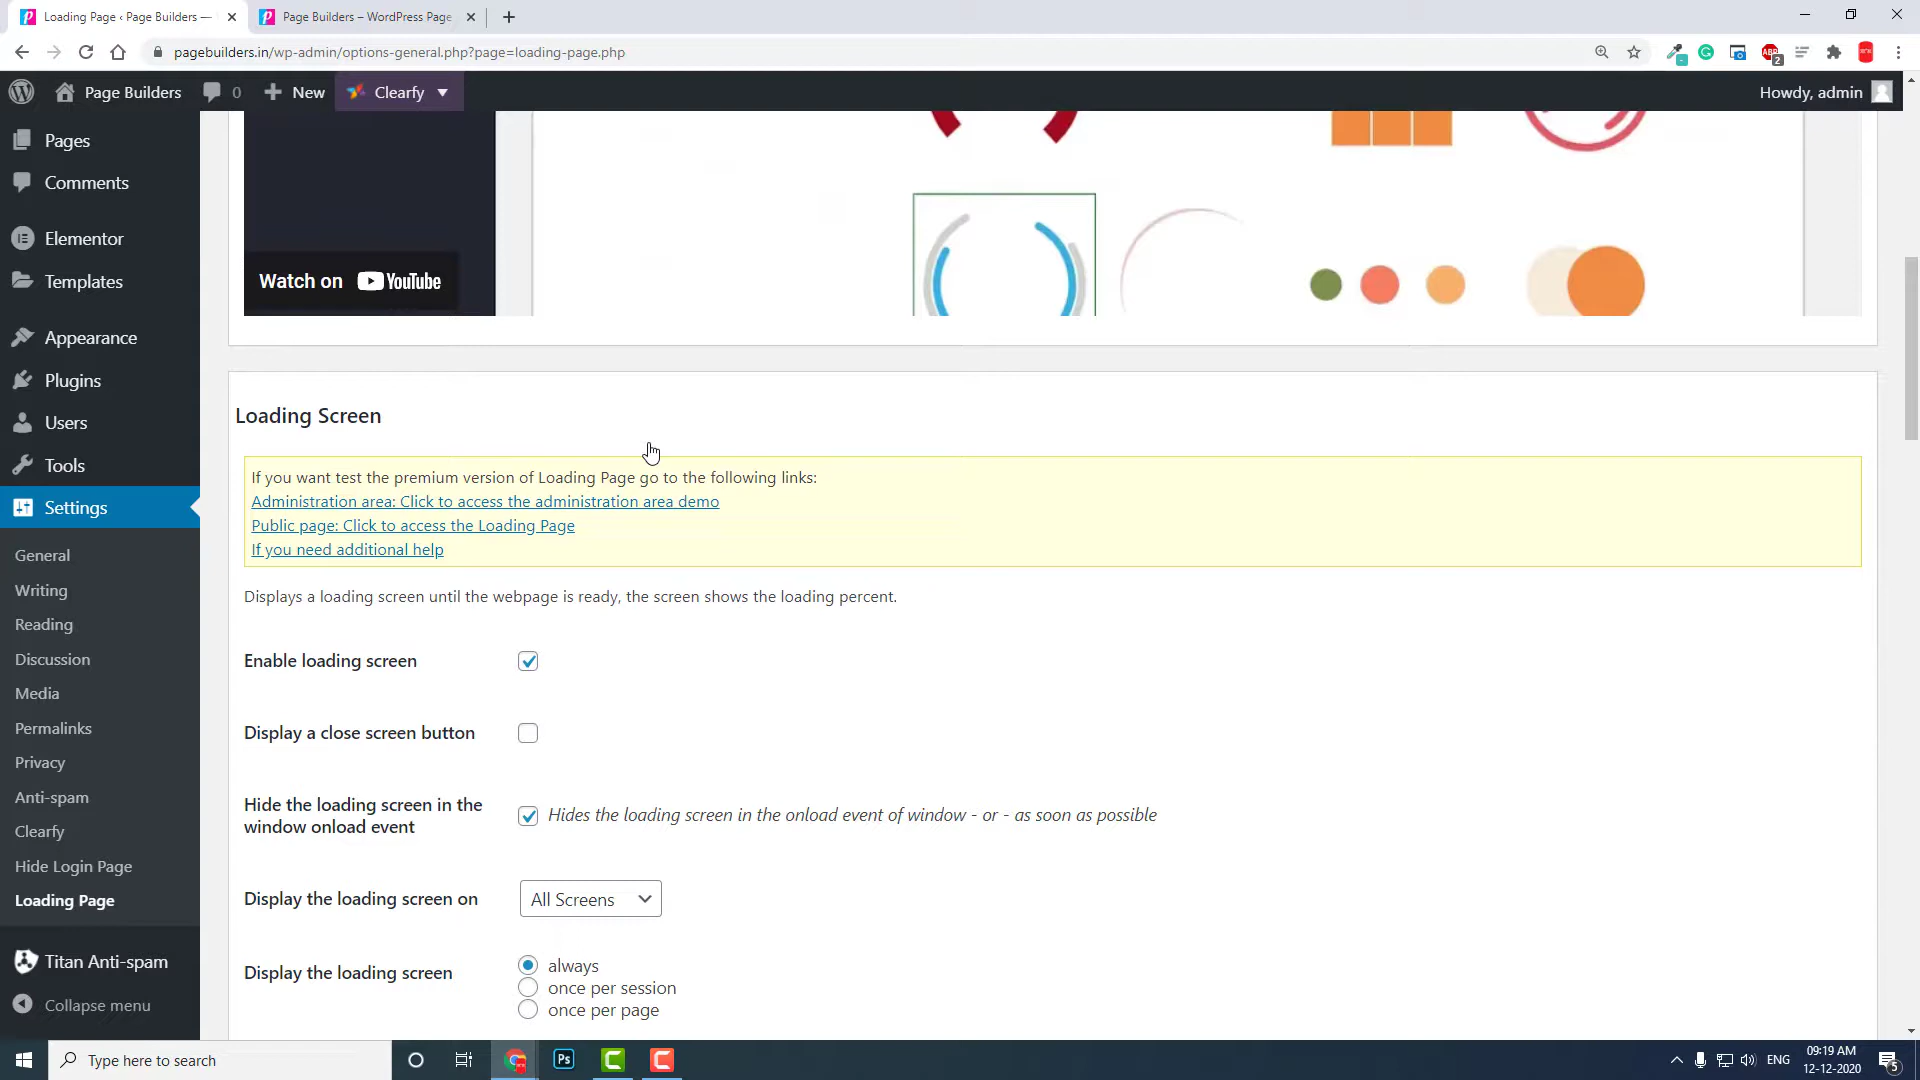 Loading Page ‹ Page Builders —
Page Builders – WordPress Page
pagebuilders.in/wp-admin/options-general.php?page=loading-page.php
ABP
2
Page Builders
0
New
Clearfy
Howdy, admin
Pages
Comments
Elementor
Templates
Appearance
Plugins
Users
Tools
Settings
General
Writing
Reading
Discussion
Media
Permalinks
Privacy
Anti-spam
Clearfy
Hide Login Page
Loading Page
Titan Anti-spam
Collapse menu
Watch on YouTube
Loading Screen
If you want test the premium version of Loading Page go to the following links:
Administration area: Click to access the administration area demo
Public page: Click to access the Loading Page
If you need additional help
Displays a loading screen until the webpage is ready, the screen shows the loading percent.
Enable loading screen
Display a close screen button
Hide the loading screen in the
window onload event
Hides the loading screen in the onload event of window - or - as soon as possible
Display the loading screen on
All Screens
Display the loading screen
always
once per session
once per page
Type here to search
Ps
ENG
09:19 AM
12-12-2020
5